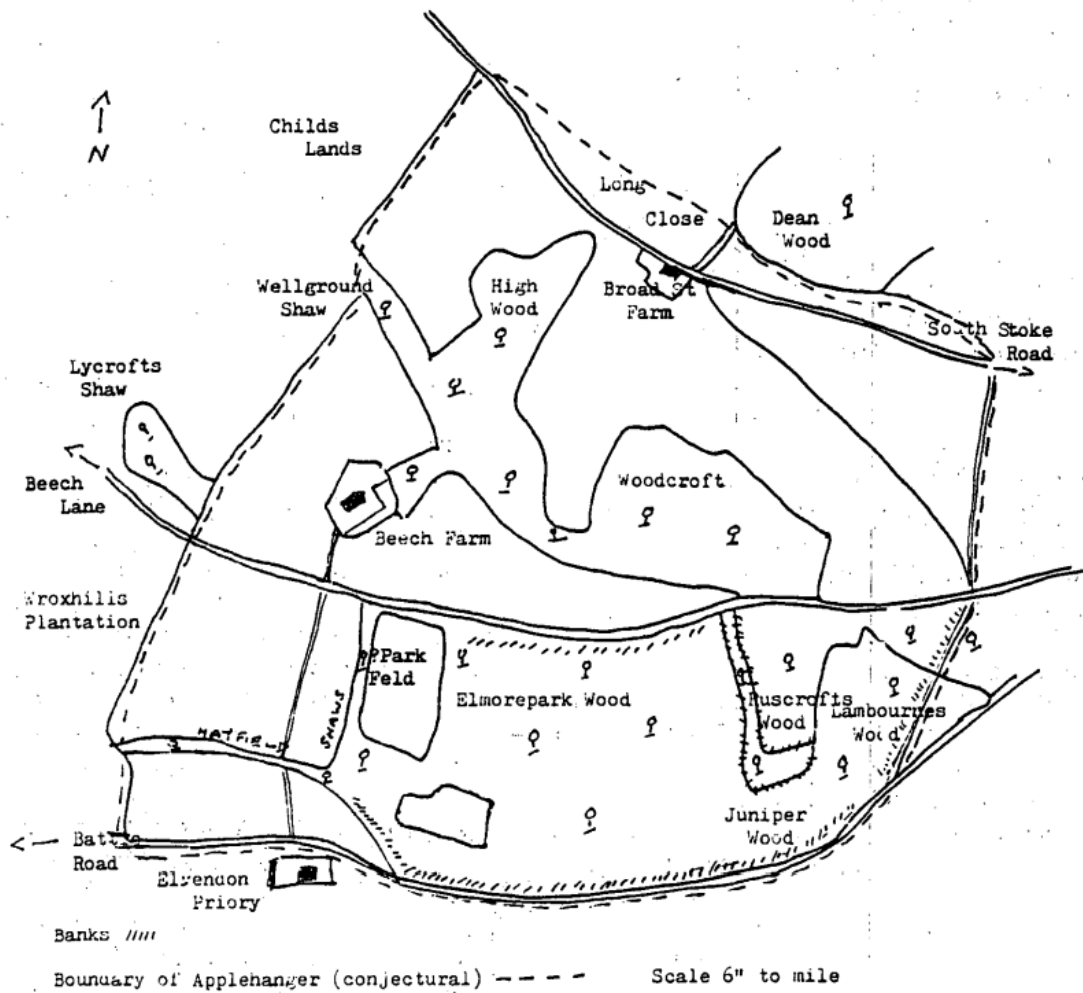 N
Childs
Lands
Long
Close
Dean
Wood
Wellground
Shaw
High
Wood
Broad St
Farm
South Stoke
Road
Lycrofts
Shaw
Beech
Lane
Woodcroft
Beech Farm
Wroxhills
Plantation
?Park
Feld
Elmorepark Wood
Ruscrofts
Wood
Lambournes
Wood
HATFIELD
SHAWS
Juniper
Wood
Road
Elvendon
Priory
Banks
Boundary of Applehanger (conjectural)
Scale 6" to mile